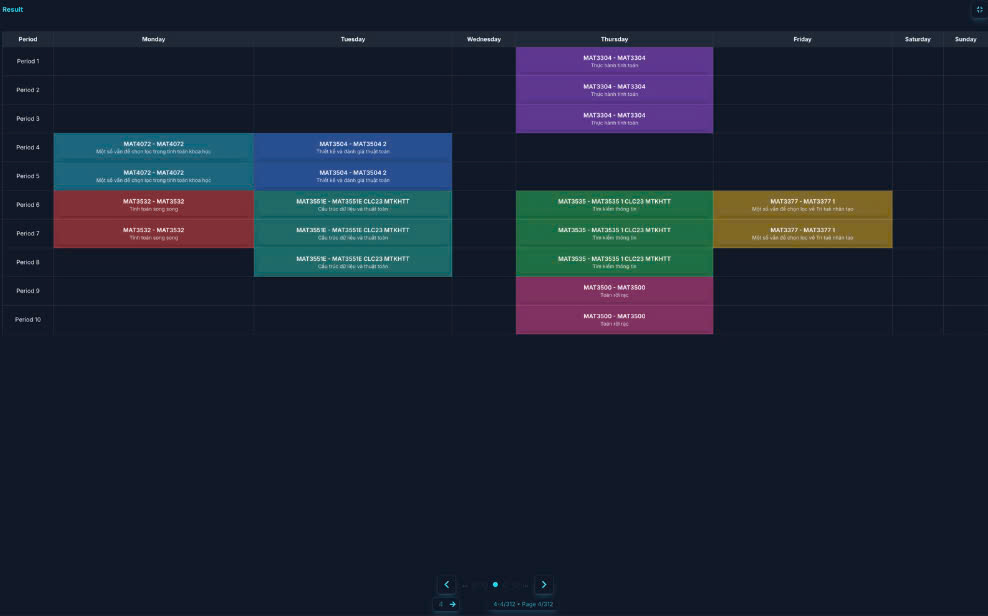 Result
Period Monday Tuesday Wednesday Thursday Friday Saturday Sunday
Period 1
MAT3304 - MAT3304
Thực hành tính toán
Period 2
MAT3304 - MAT3304
Thực hành tính toán
Period 3
MAT3304 - MAT3304
Thực hành tính toán
Period 4
MAT4072 - MAT4072
Một số vấn đề chọn lọc trong tính toán khoa học
MAT3504 - MAT3504 2
Thiết kế và đánh giá thuật toán
Period 5
MAT4072 - MAT4072
Một số vấn đề chọn lọc trong tính toán khoa học
MAT3504 - MAT3504 2
Thiết kế và đánh giá thuật toán
Period 6
MAT3532 - MAT3532
Tính toán song song
MAT3551E - MAT3551E CLC23 MTKHTT
Cấu trúc dữ liệu và thuật toán
MAT3535 - MAT3535 1 CLC23 MTKHTT
Tìm kiếm thông tin
MAT3377 - MAT3377 1
Một số vấn đề chọn lọc về Trí tuệ nhân tạo
Period 7
MAT3532 - MAT3532
Tính toán song song
MAT3551E - MAT3551E CLC23 MTKHTT
Cấu trúc dữ liệu và thuật toán
MAT3535 - MAT3535 1 CLC23 MTKHTT
Tìm kiếm thông tin
MAT3377 - MAT3377 1
Một số vấn đề chọn lọc về Trí tuệ nhân tạo
Period 8
MAT3551E - MAT3551E CLC23 MTKHTT
Cấu trúc dữ liệu và thuật toán
MAT3535 - MAT3535 1 CLC23 MTKHTT
Tìm kiếm thông tin
Period 9
MAT3500 - MAT3500
Toán rời rạc
Period 10
MAT3500 - MAT3500
Toán rời rạc
... ...
4 4-4/312 • Page 4/312